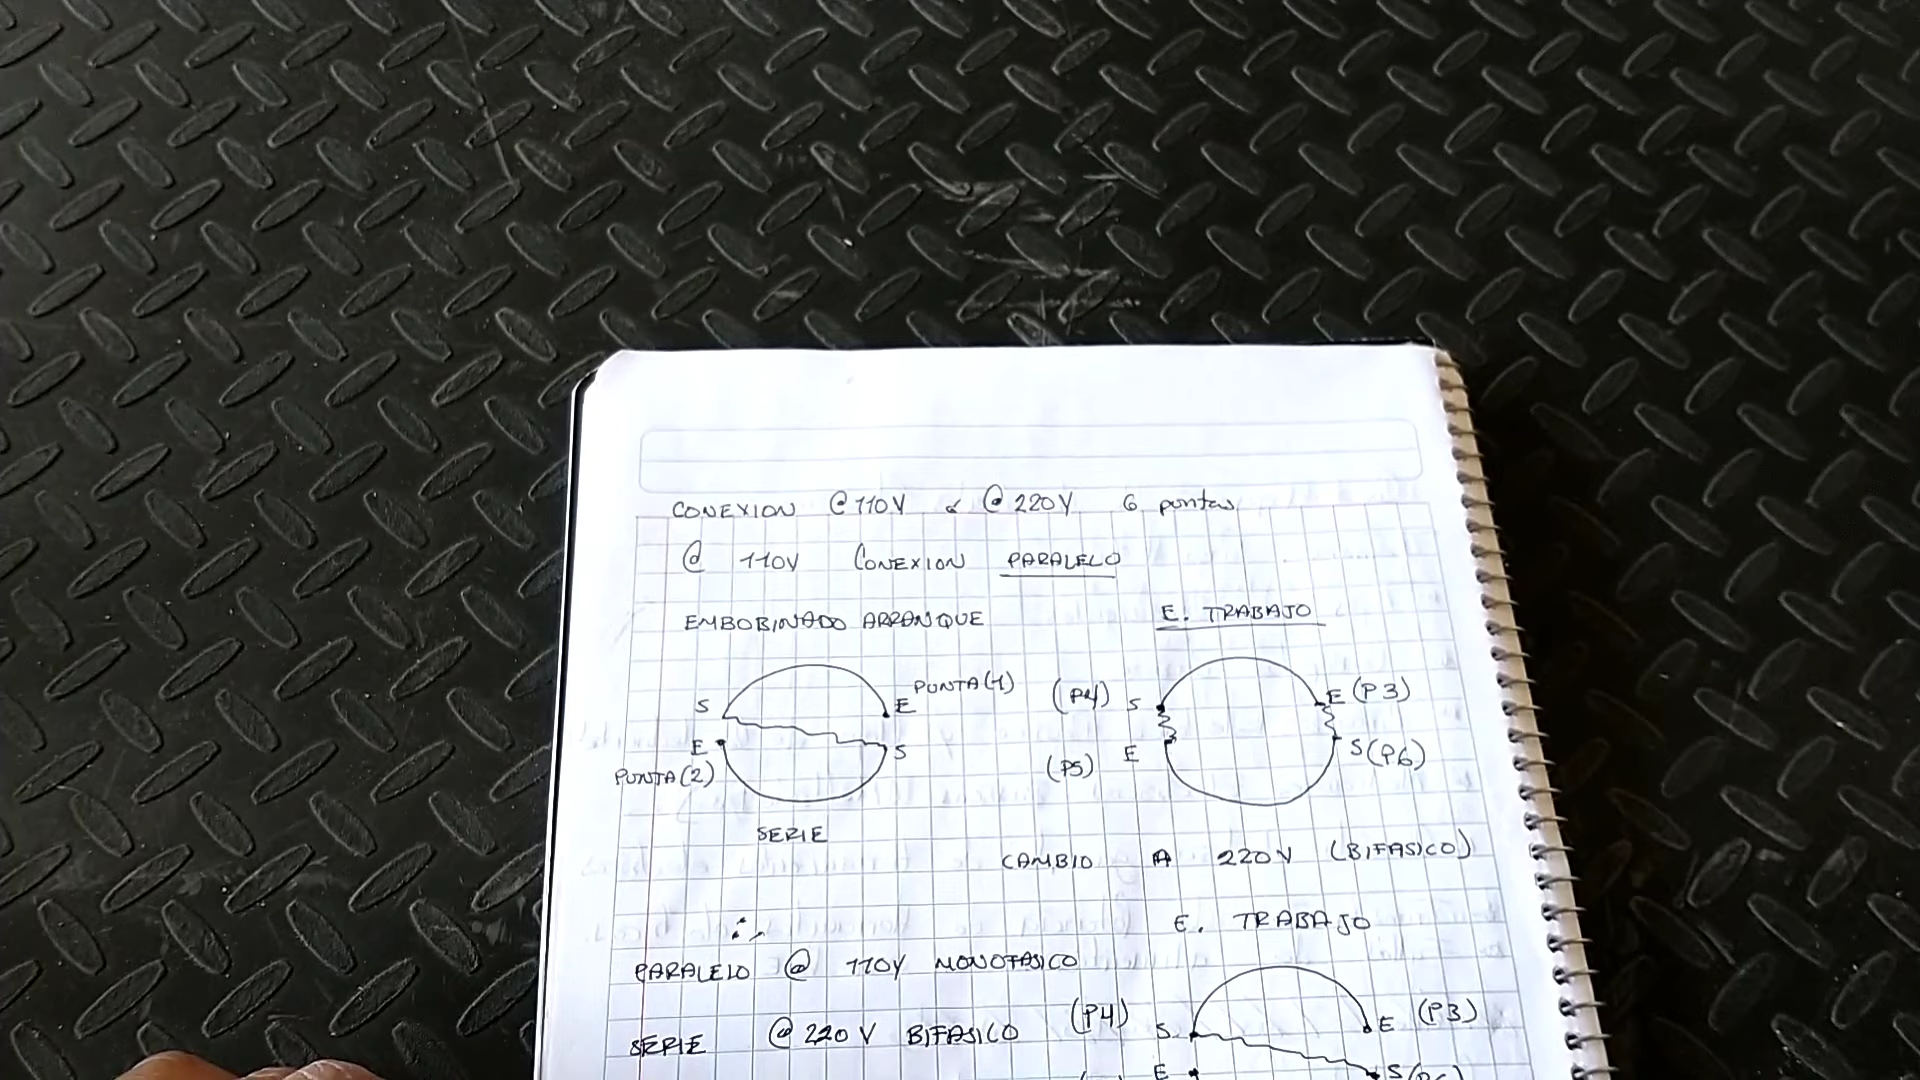 CONEXION @ 110V & @ 220V 6 puntas
@ 110V CONEXION PARALELO
EMBOBINADO ARRANQUE
E. TRABAJO
S
E PUNTA(1)
E
PUNTA(2)
S
SERIE
(P4) S
E (P3)
(P5) E
S(P6)
CAMBIO A 220V (BIFASICO)
E. TRABAJO
PARALELO @ 110V MONOFASICO
SERIE @ 220V BIFASICO
(P4) S
E (P3)
E